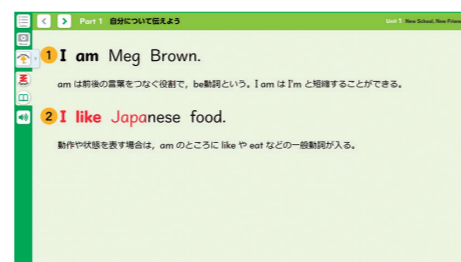 Part 1 自分について伝えよう
Unit 1 New School, New Friend
1 I am Meg Brown.
am は前後の言葉をつなぐ役割で，be動詞という。I am は I'm と短縮することができる。
2 I like Japanese food.
動作や状態を表す場合は，am のところに like や eat などの一般動詞が入る。